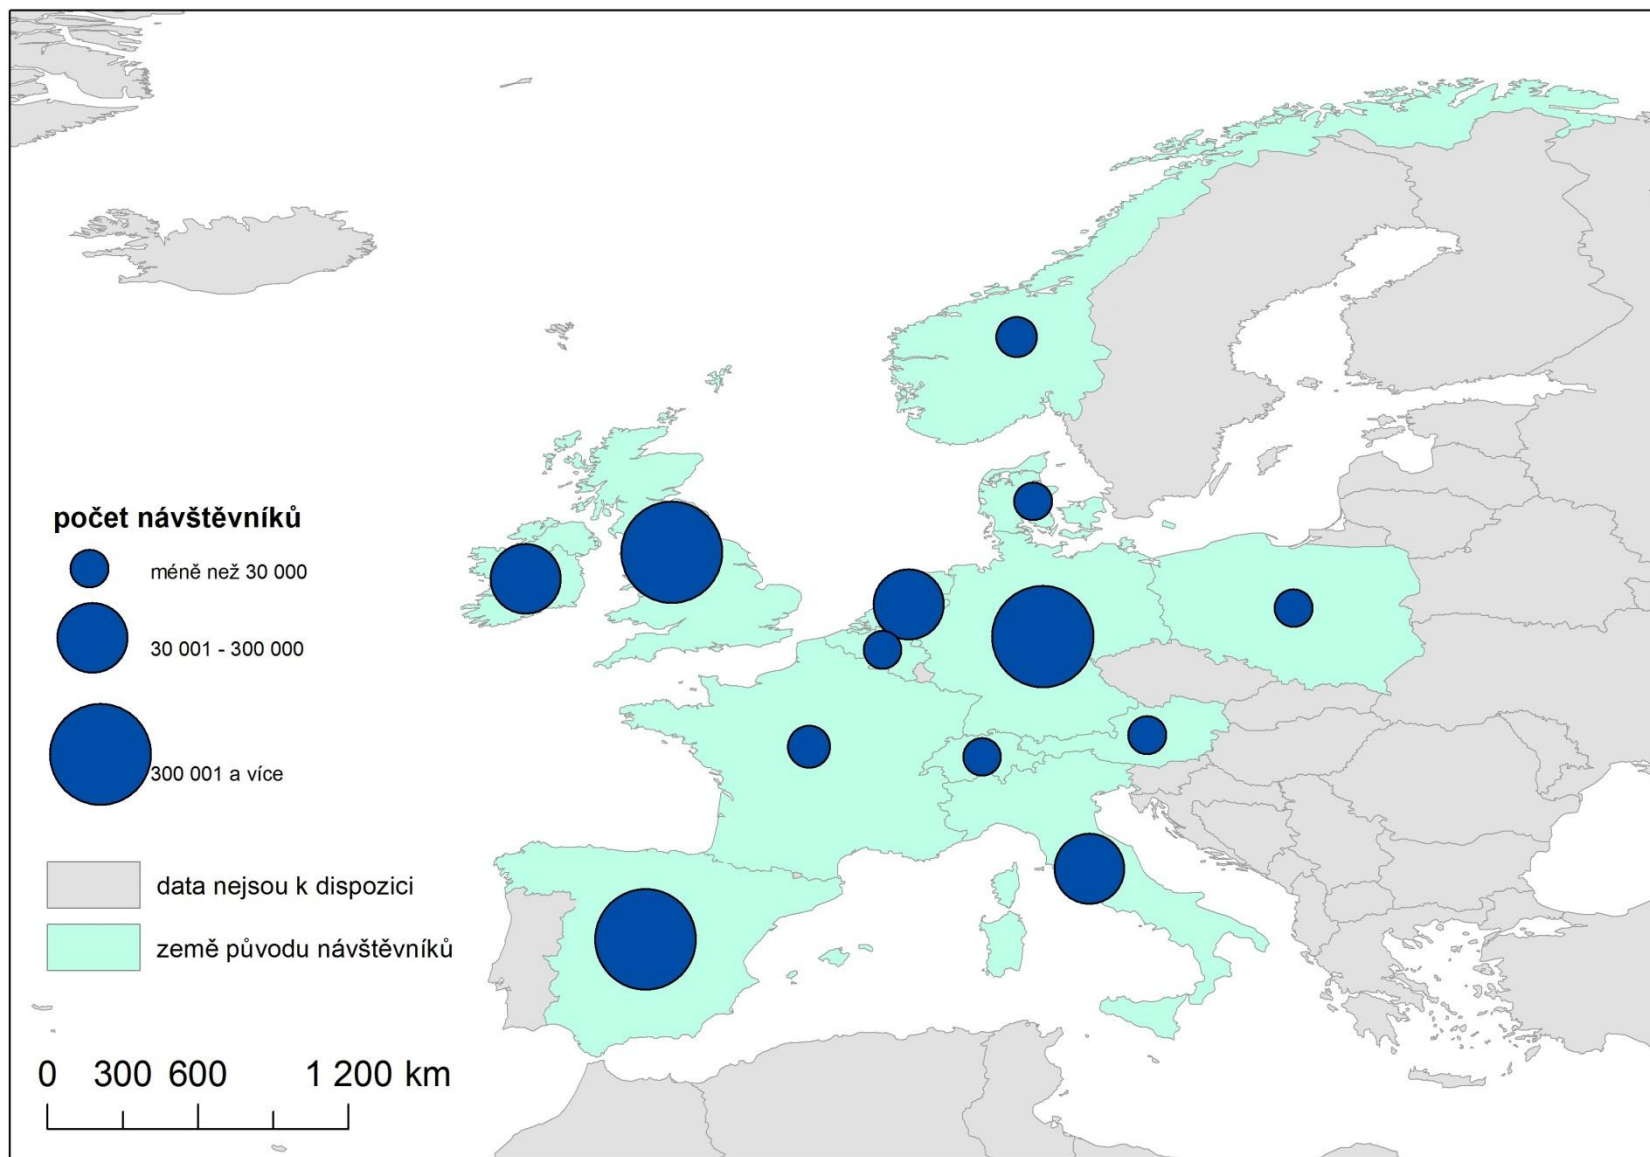 počet návštěvníků
méně než 30 000
30 001 - 300 000
300 001 a více
data nejsou k dispozici
země původu návštěvníků
0 300 600 1 200 km